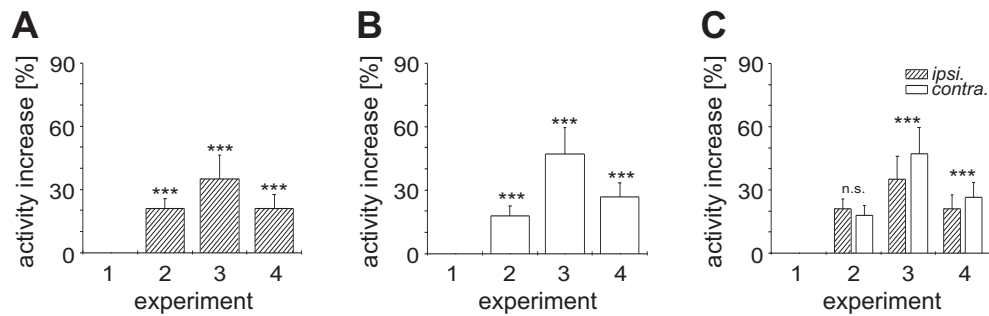 A
activity increase [%]
90
60
30
0
***
***
***
1 2 3 4
experiment
B
activity increase [%]
90
60
30
0
***
***
***
1 2 3 4
experiment
C
activity increase [%]
90
60
30
0
ipsi.
contra.
n.s.
***
***
1 2 3 4
experiment